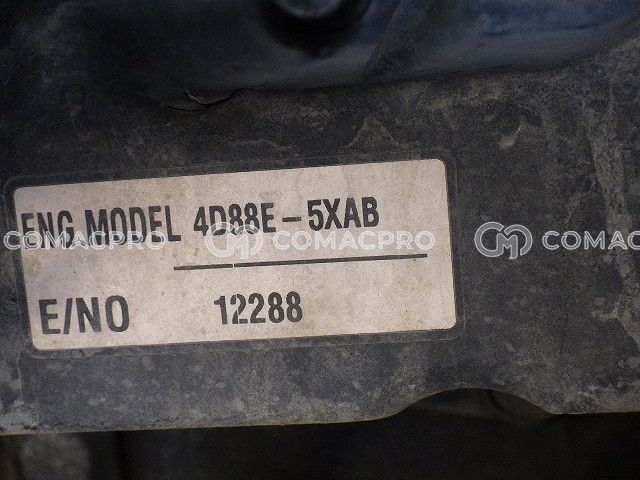 ENG MODEL 4D88E-5XAB
COMACPRO COMACPRO COMACPRO
E/NO 12288